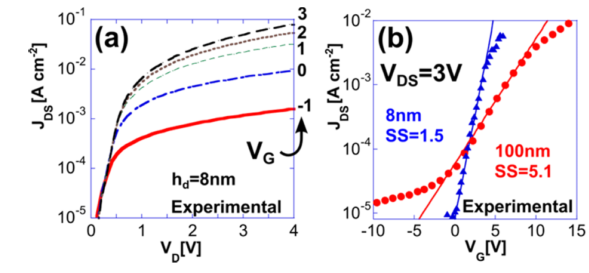 (a)
J_DS [A cm^-2]
10^0
10^-1
10^-2
10^-3
10^-4
10^-5
3
2
1
0
-1
V_G
h_d=8nm
Experimental
0 1 2 3 4
V_D[V]
(b)
J_DS [A cm^-2]
10^-2
10^-3
10^-4
10^-5
V_DS=3V
8nm
SS=1.5
100nm
SS=5.1
Experimental
-10 -5 0 5 10 15
V_G[V]